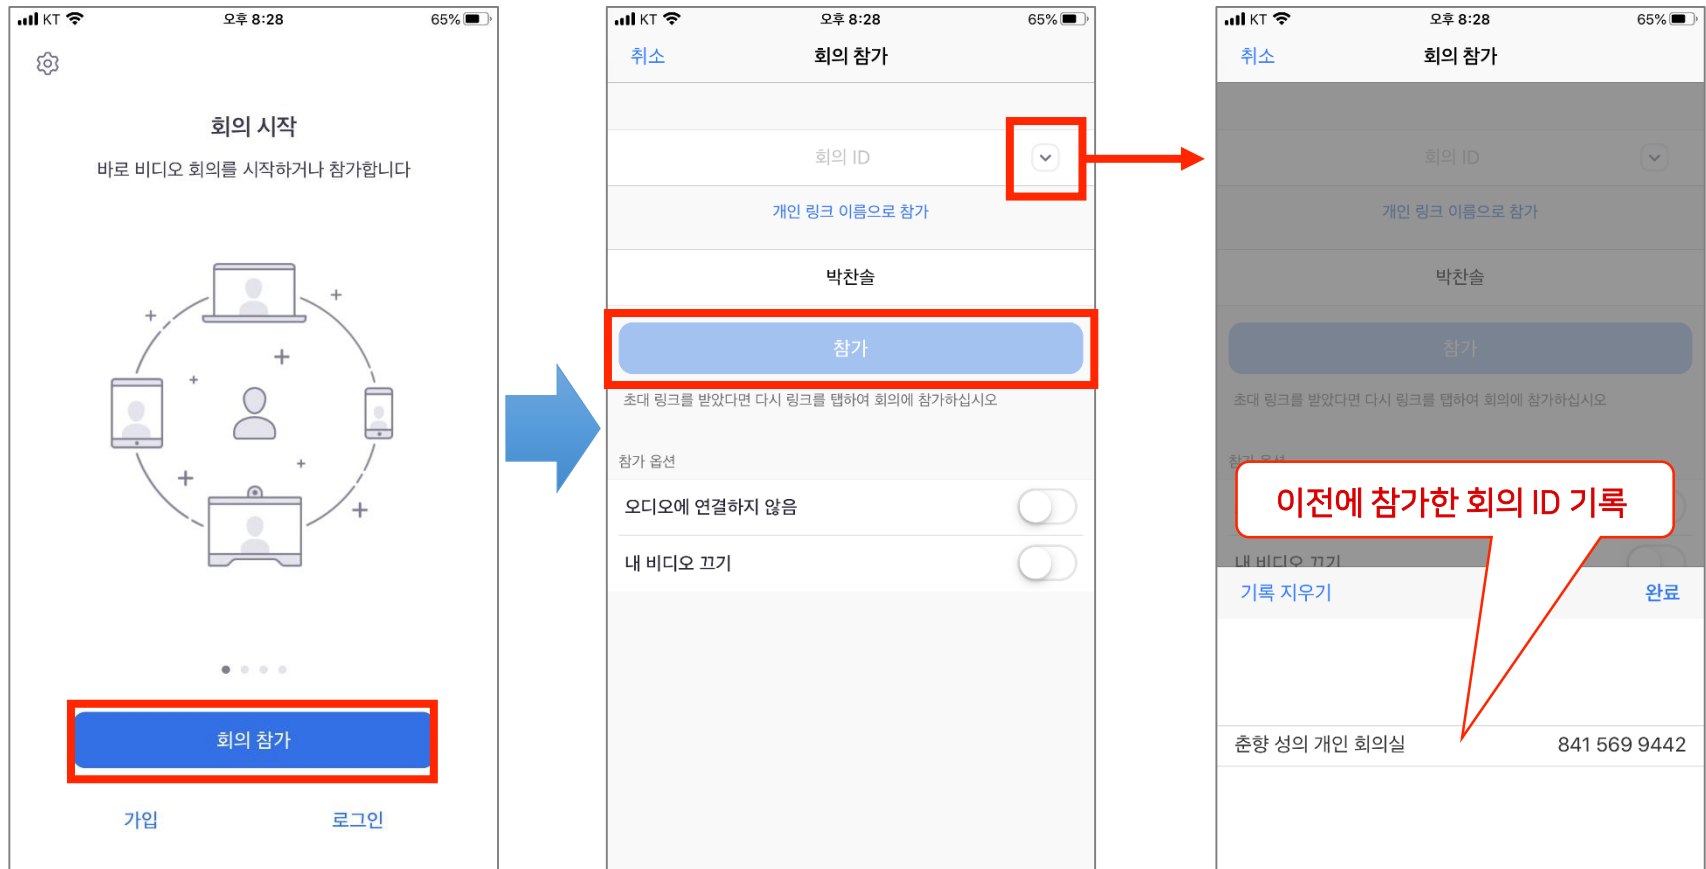 KT 오후 8:28 65%
회의 시작
바로 비디오 회의를 시작하거나 참가합니다
회의 참가
가입 로그인
KT 오후 8:28 65%
취소 회의 참가
회의 ID
개인 링크 이름으로 참가
박찬솔
참가
초대 링크를 받았다면 다시 링크를 탭하여 회의에 참가하십시오
참가 옵션
오디오에 연결하지 않음
내 비디오 끄기
KT 오후 8:28 65%
취소 회의 참가
회의 ID
개인 링크 이름으로 참가
박찬솔
참가
초대 링크를 받았다면 다시 링크를 탭하여 회의에 참가하십시오
참가 옵션
이전에 참가한 회의 ID 기록
내 비디오 끄기
기록 지우기 완료
춘향 성의 개인 회의실 841 569 9442